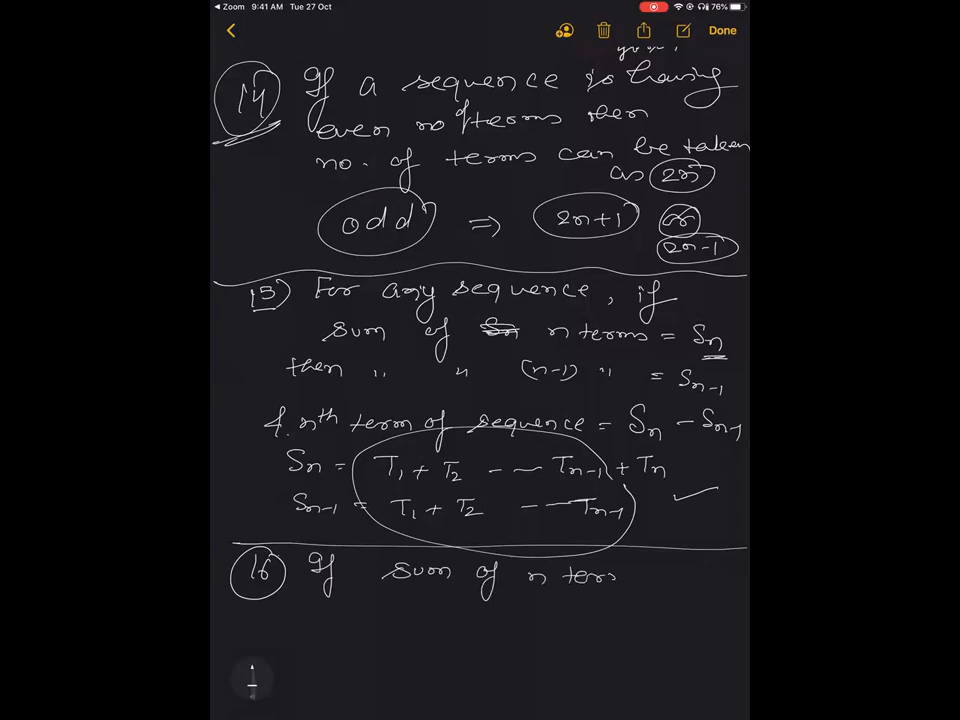 Zoom 9:41 AM Tue 27 Oct 76%
Done
14 If a sequence is having
even no of terms then
no. of terms can be taken
as 2n
odd ⇒ 2n+1 or
2n-1
15) For any sequence, if
sum of n terms = Sn
then " " (n-1) " = Sn-1
& nth term of sequence = Sn - Sn-1
Sn = T1 + T2 ---- Tn-1 + Tn
Sn-1 = T1 + T2 ---- Tn-1
16 If sum of n ters